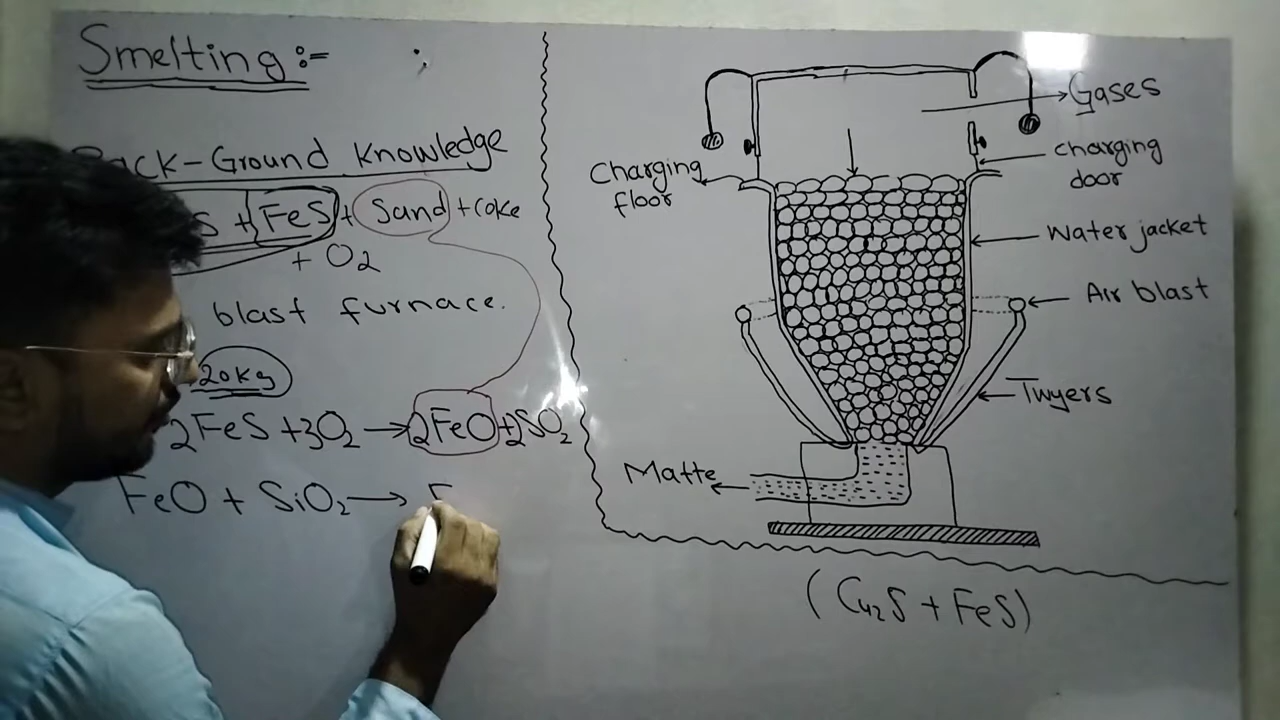 Smelting:-
Back-Ground Knowledge
S + FeS + Sand + Coke
+ O2
blast furnace.
20Kg
2FeS + 3O2 → 2FeO + 2SO2
FeO + SiO2 → F
Gases
Charging floor
charging
door
Water jacket
Air blast
Twyers
Matte
(Cu2S + FeS)